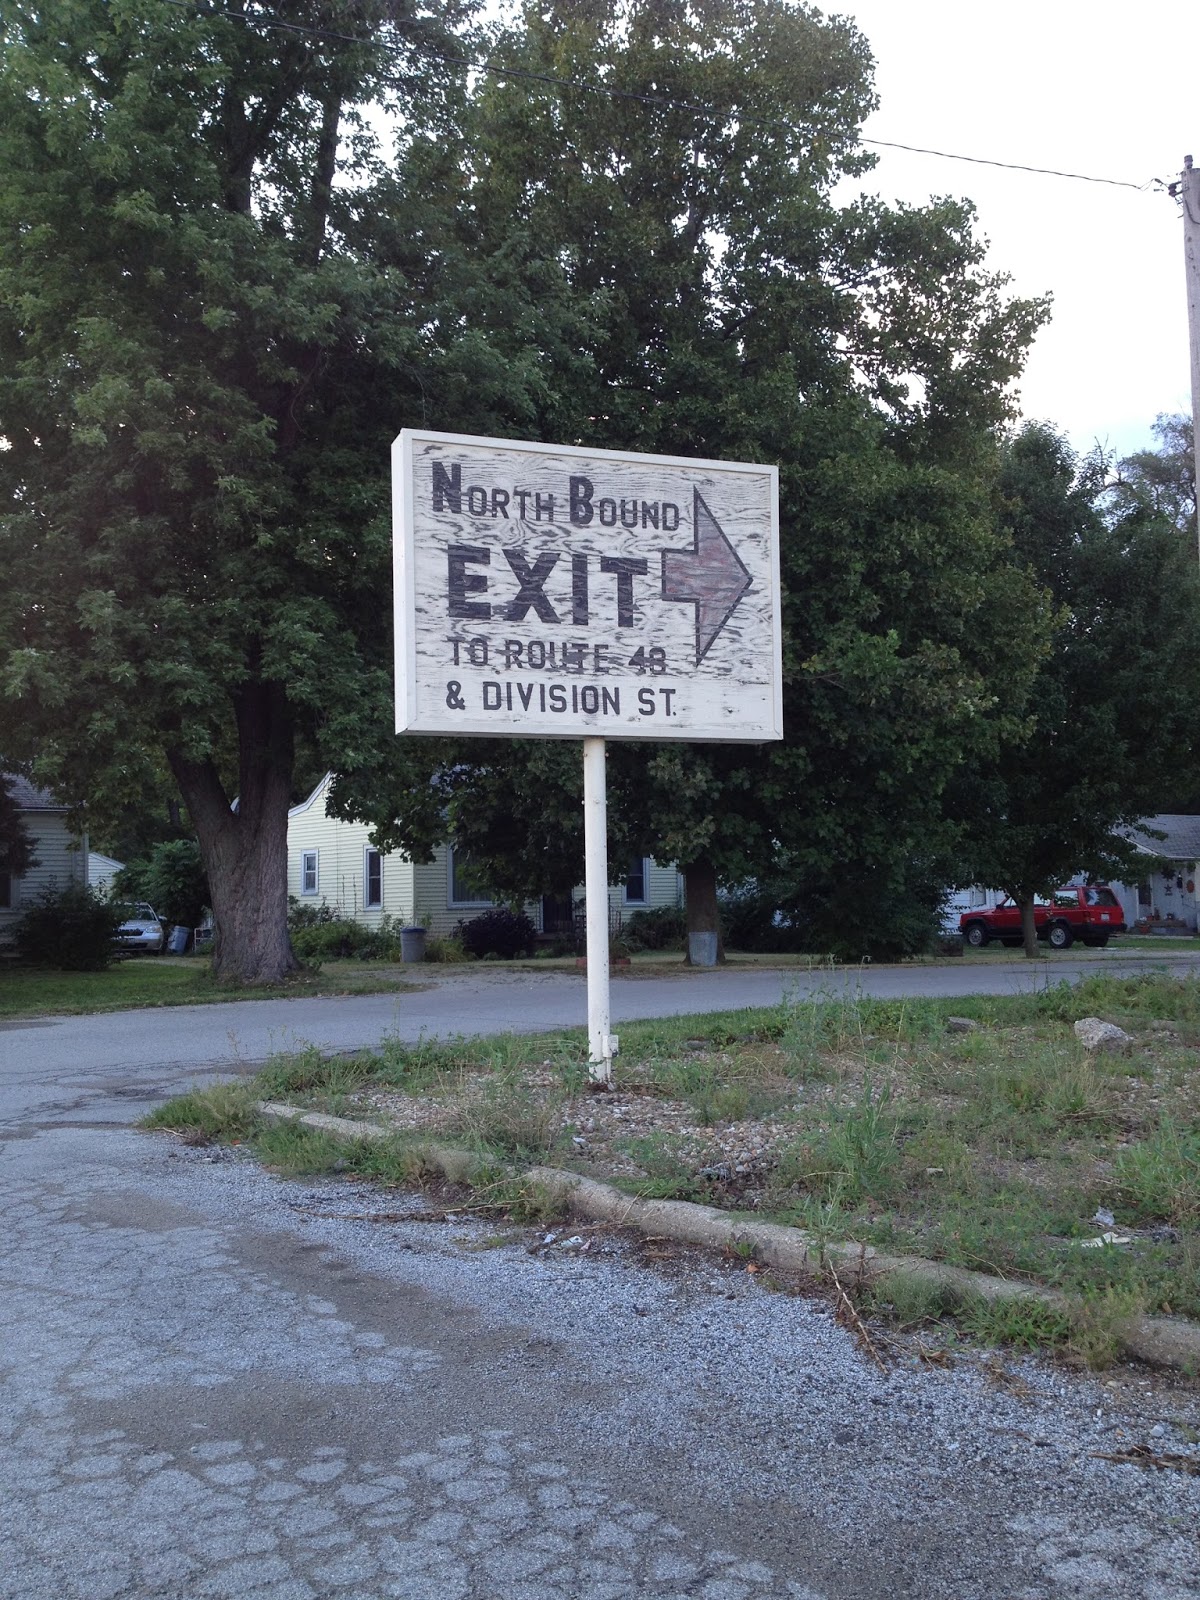 NORTH BOUND
EXIT
TO ROUTE 48
& DIVISION ST.